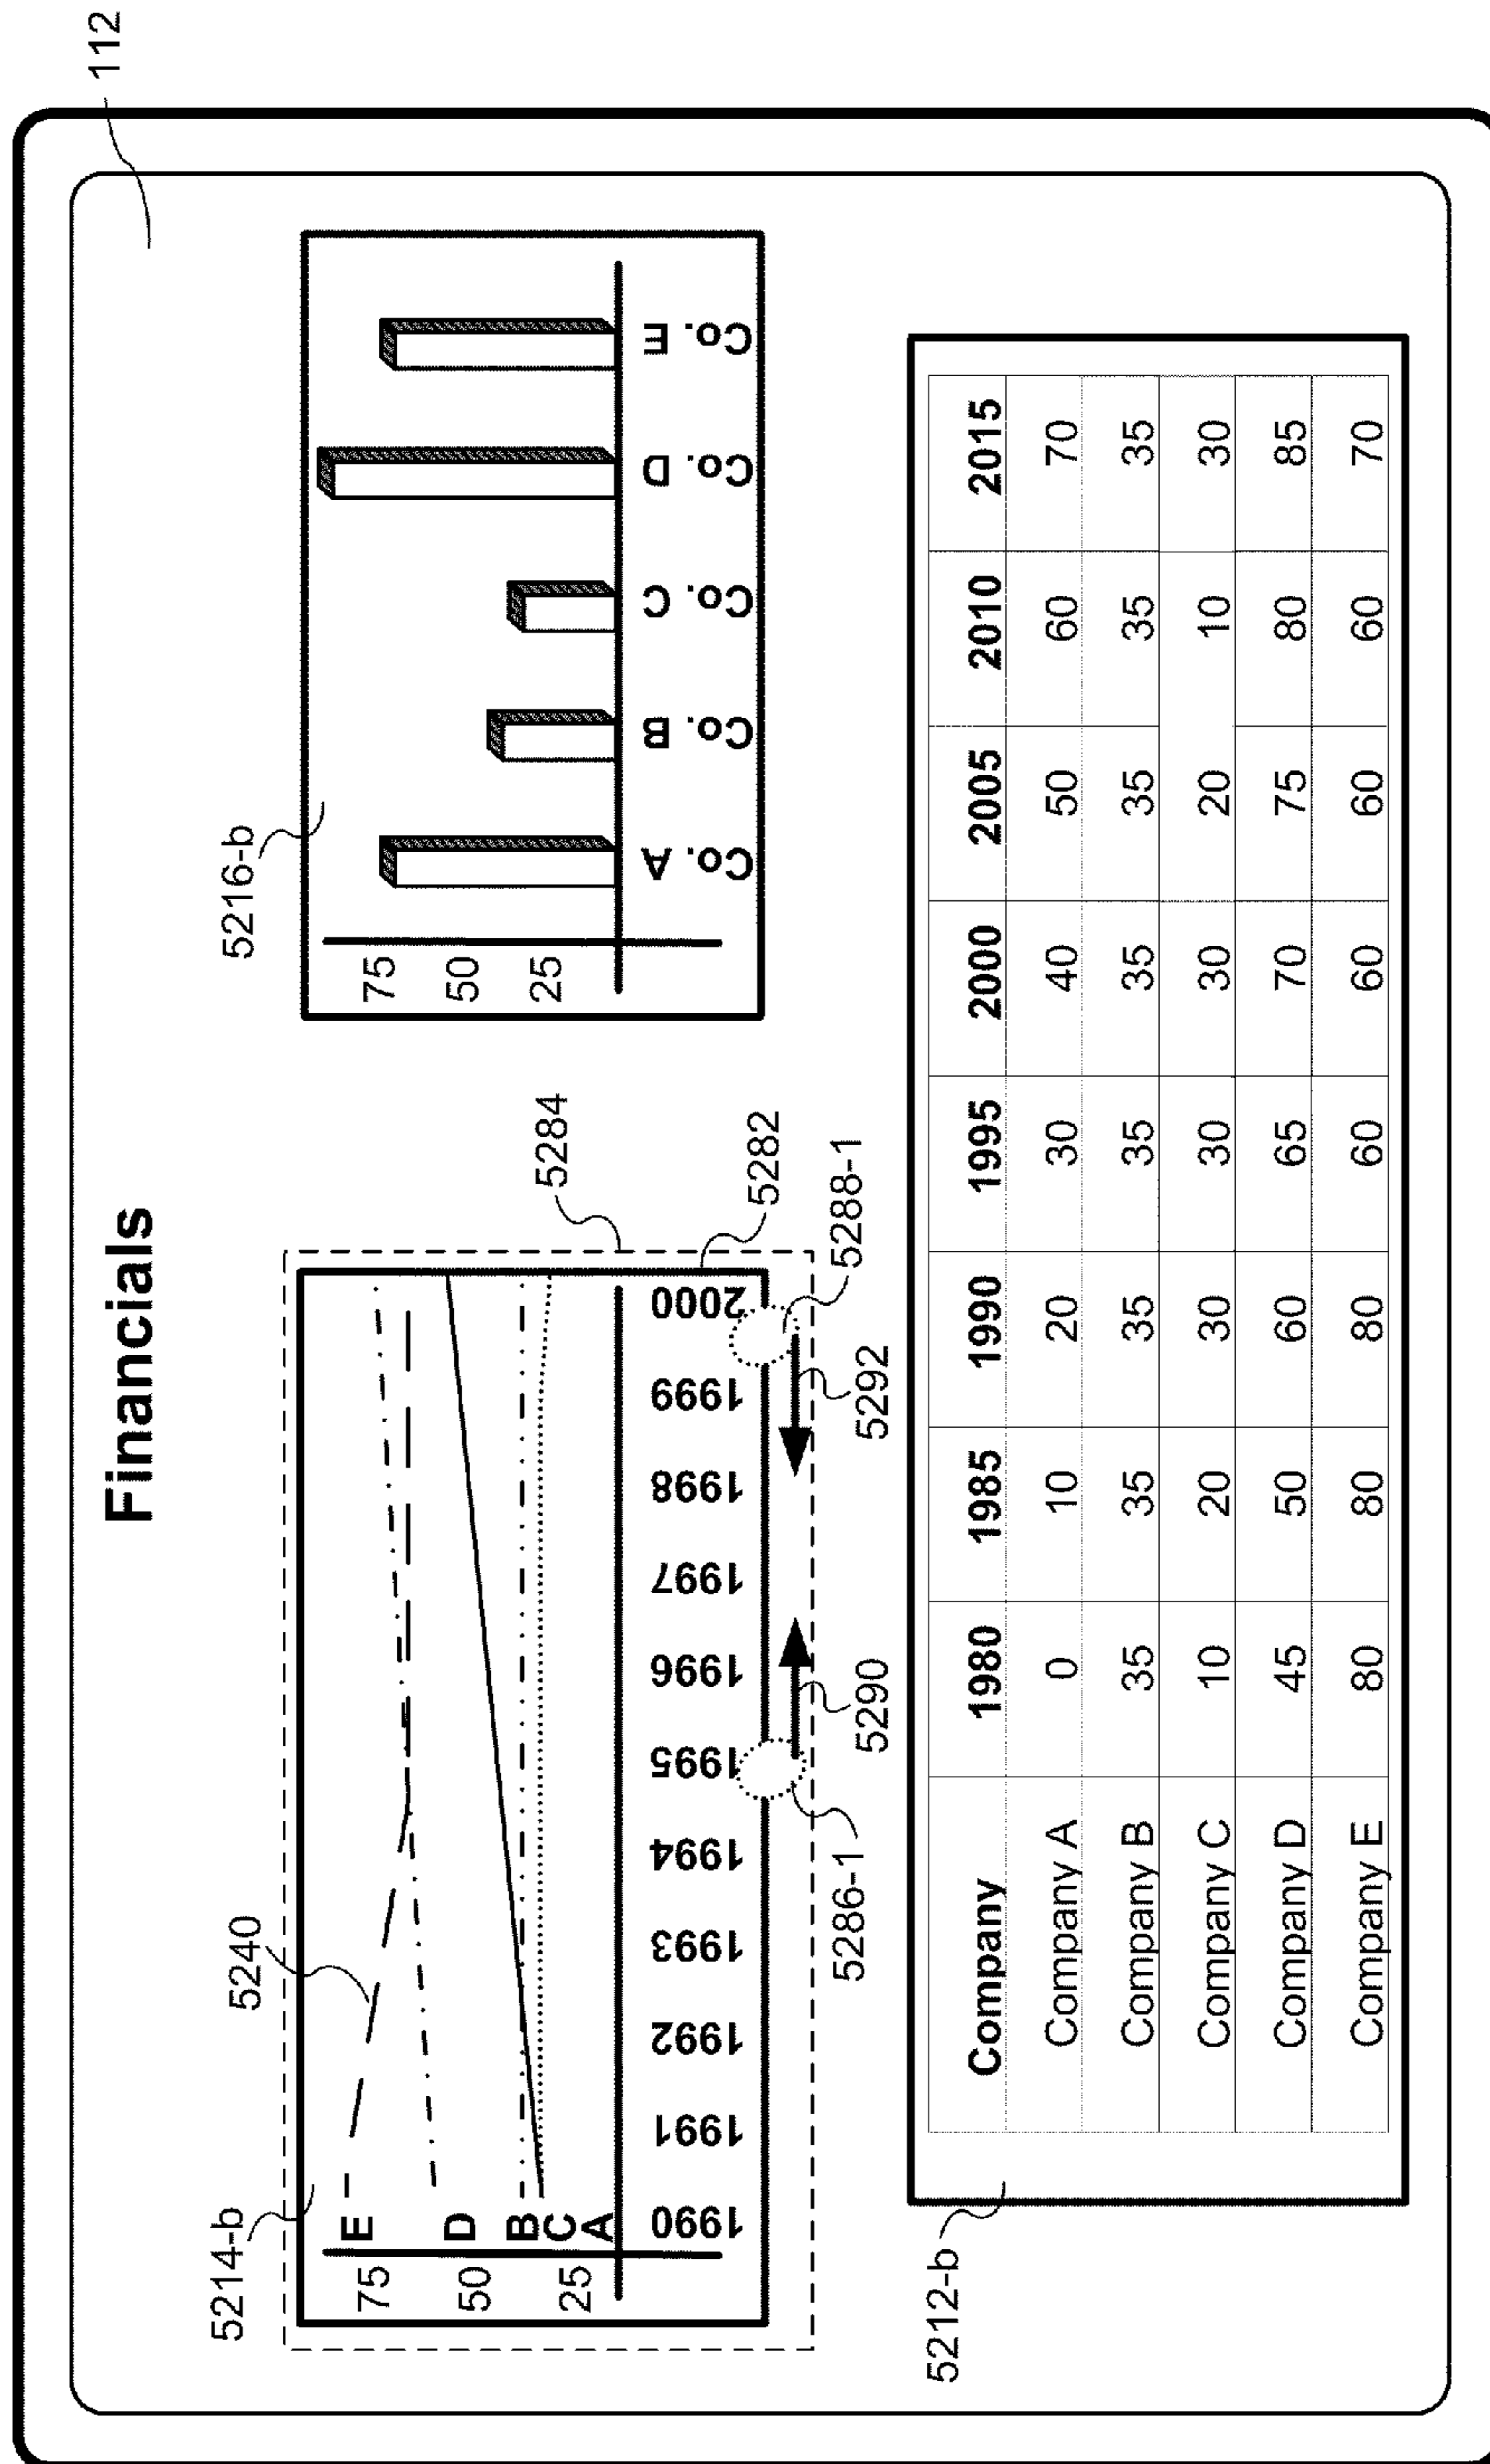 Financials
112
5214-b
5240
5216-b
75
50
25
E
D
B
C
A
1990 1991 1992 1993 1994 1995 1996 1997 1998 1999 2000
5284
5282
5288-1
5286-1
5290
5292
75
50
25
Co. A Co. B Co. C Co. D Co. E
5212-b
Company 1980 1985 1990 1995 2000 2005 2010 2015
Company A 0 10 20 30 40 50 60 70
Company B 35 35 35 35 35 35 35 35
Company C 10 20 30 30 30 20 10 30
Company D 45 50 60 65 70 75 80 85
Company E 80 80 80 60 60 60 60 70